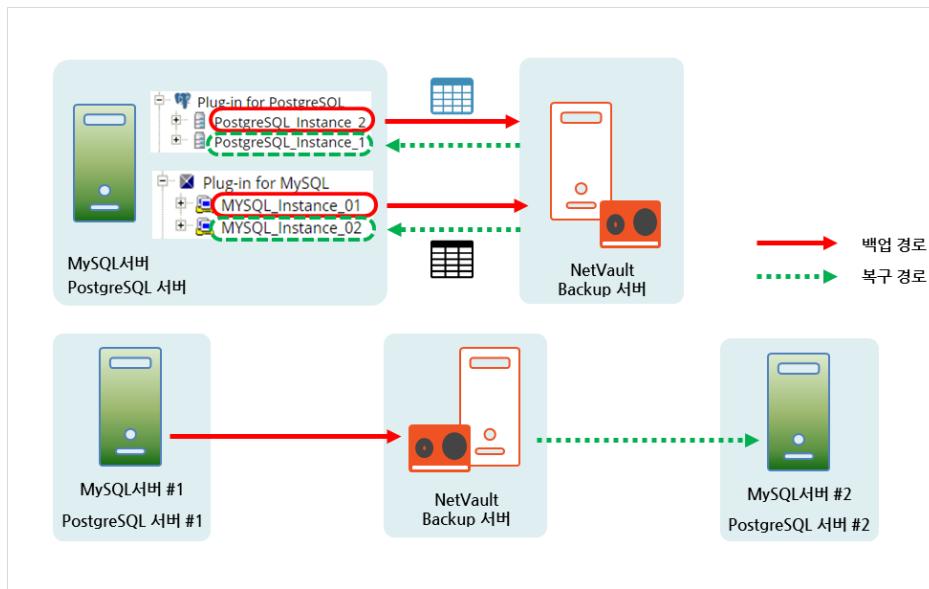 Plug-in for PostgreSQL
PostgreSQL_Instance_2
PostgreSQL_Instance_1
Plug-in for MySQL
MYSQL_Instance_01
MYSQL_Instance_02
MySQL서버
PostgreSQL 서버
NetVault
Backup 서버
백업 경로
복구 경로
MySQL서버 #1
PostgreSQL 서버 #1
NetVault
Backup 서버
MySQL서버 #2
PostgreSQL 서버 #2